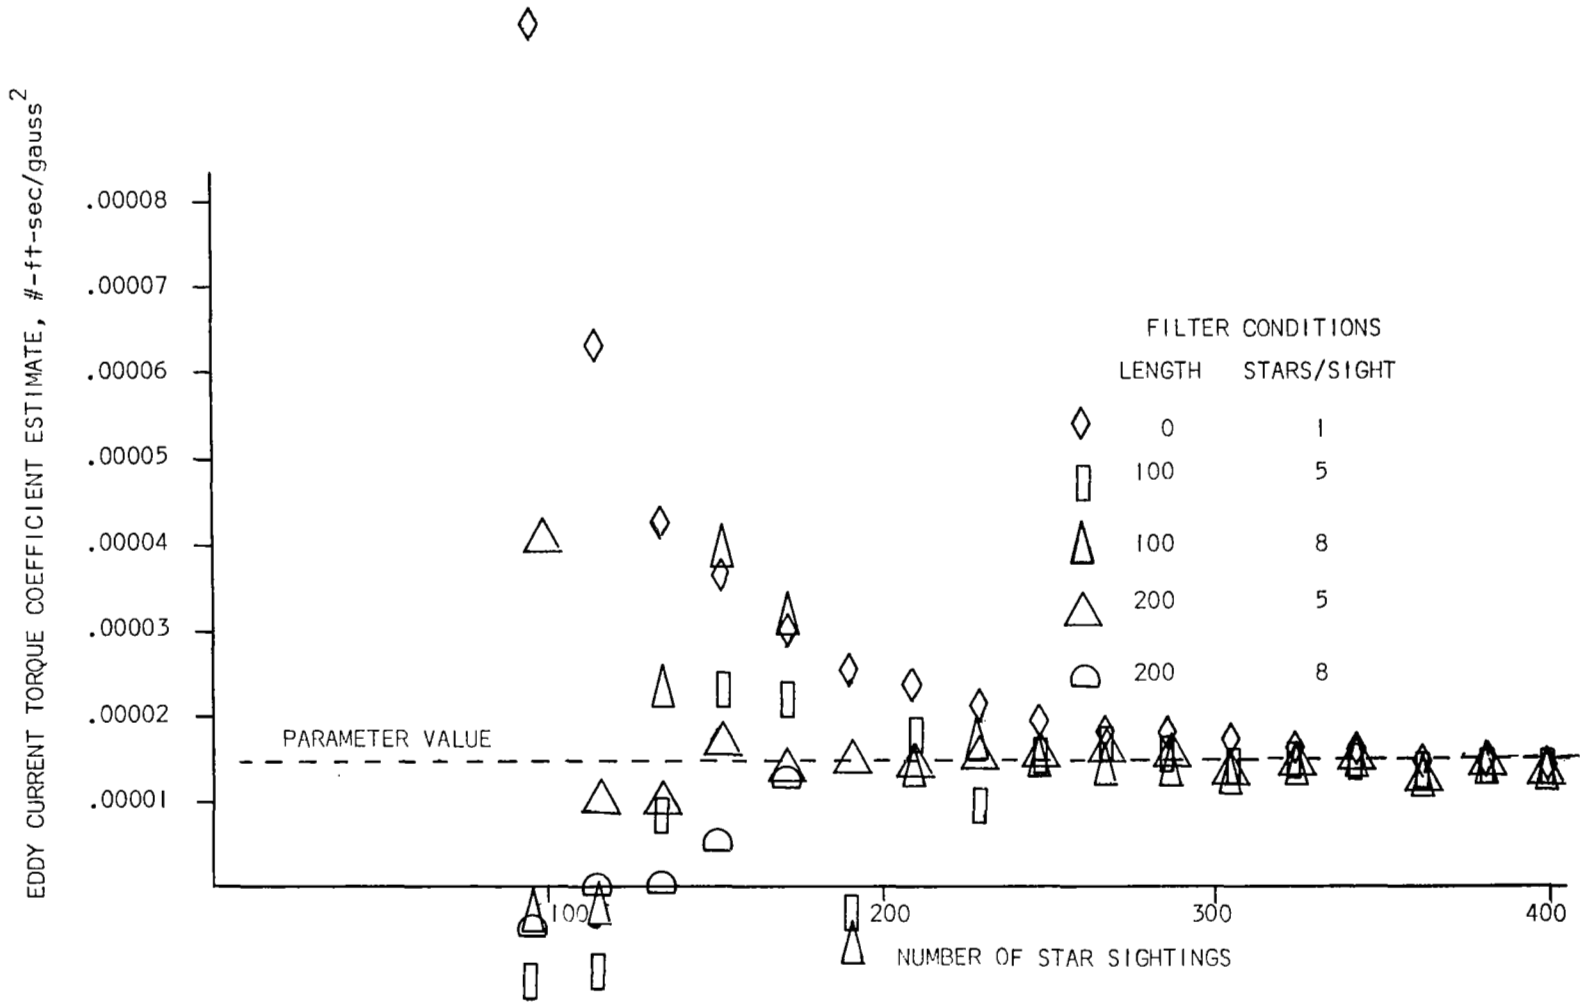 EDDY CURRENT TORQUE COEFFICIENT ESTIMATE, #-ft-sec/gauss²
.00008
.00007
.00006
.00005
.00004
.00003
.00002
.00001
PARAMETER VALUE
FILTER CONDITIONS
LENGTH STARS/SIGHT
0 1
100 5
100 8
200 5
200 8
100 200 300 400
NUMBER OF STAR SIGHTINGS